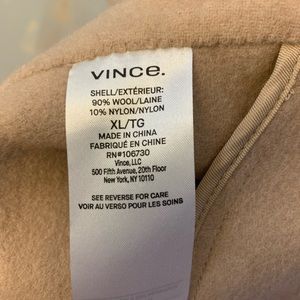 VINCE.
SHELL/EXTÉRIEUR:
90% WOOL/LAINE
10% NYLON/NYLON
XL/TG
MADE IN CHINA
FABRIQUÉ EN CHINE
RN#106730
Vince, LLC
500 Fifth Avenue, 20th Floor
New York, NY 10110
SEE REVERSE FOR CARE
VOIR AU VERSO POUR LES SOINS